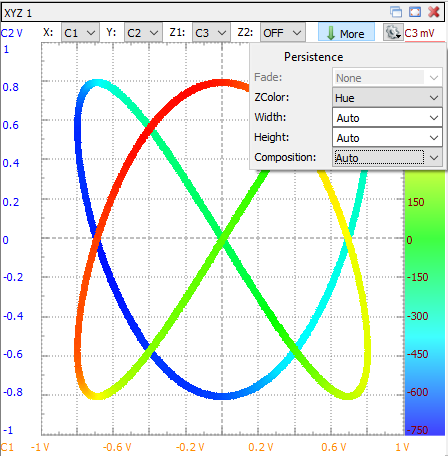 XYZ 1
C2 V X: C1 Y: C2 Z1: C3 Z2: OFF More C3 mV
Persistence
Fade: None
ZColor: Hue
Width: Auto
Height: Auto
Composition: Auto
1
0.8
0.6
0.4
0.2
0
-0.2
-0.4
-0.6
-0.8
-1
150
0
-150
-300
-450
-600
-750
C1 -1 V -0.6 V -0.2 V 0.2 V 0.6 V 1 V